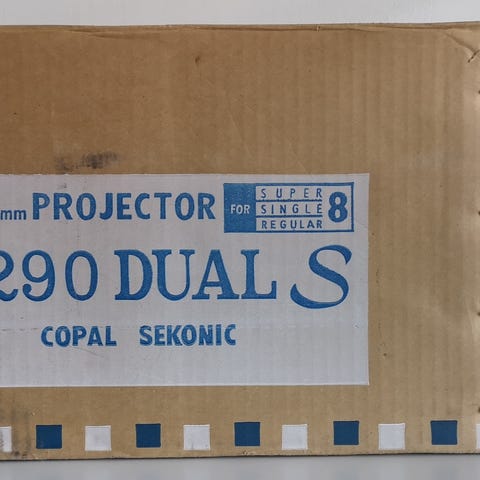 mm PROJECTOR FOR SUPER SINGLE REGULAR 8
290 DUAL S
COPAL SEKONIC